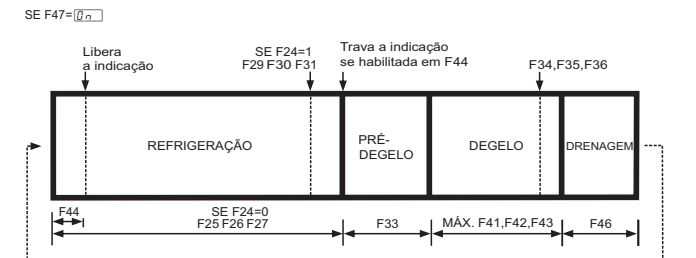 SE F47= On
Libera
a indicação
SE F24=1
F29 F30 F31
Trava a indicação
se habilitada em F44
F34,F35,F36
REFRIGERAÇÃO
PRÉ-
DEGELO
DEGELO
DRENAGEM
F44
SE F24=0
F25 F26 F27
F33
MÁX. F41,F42,F43
F46